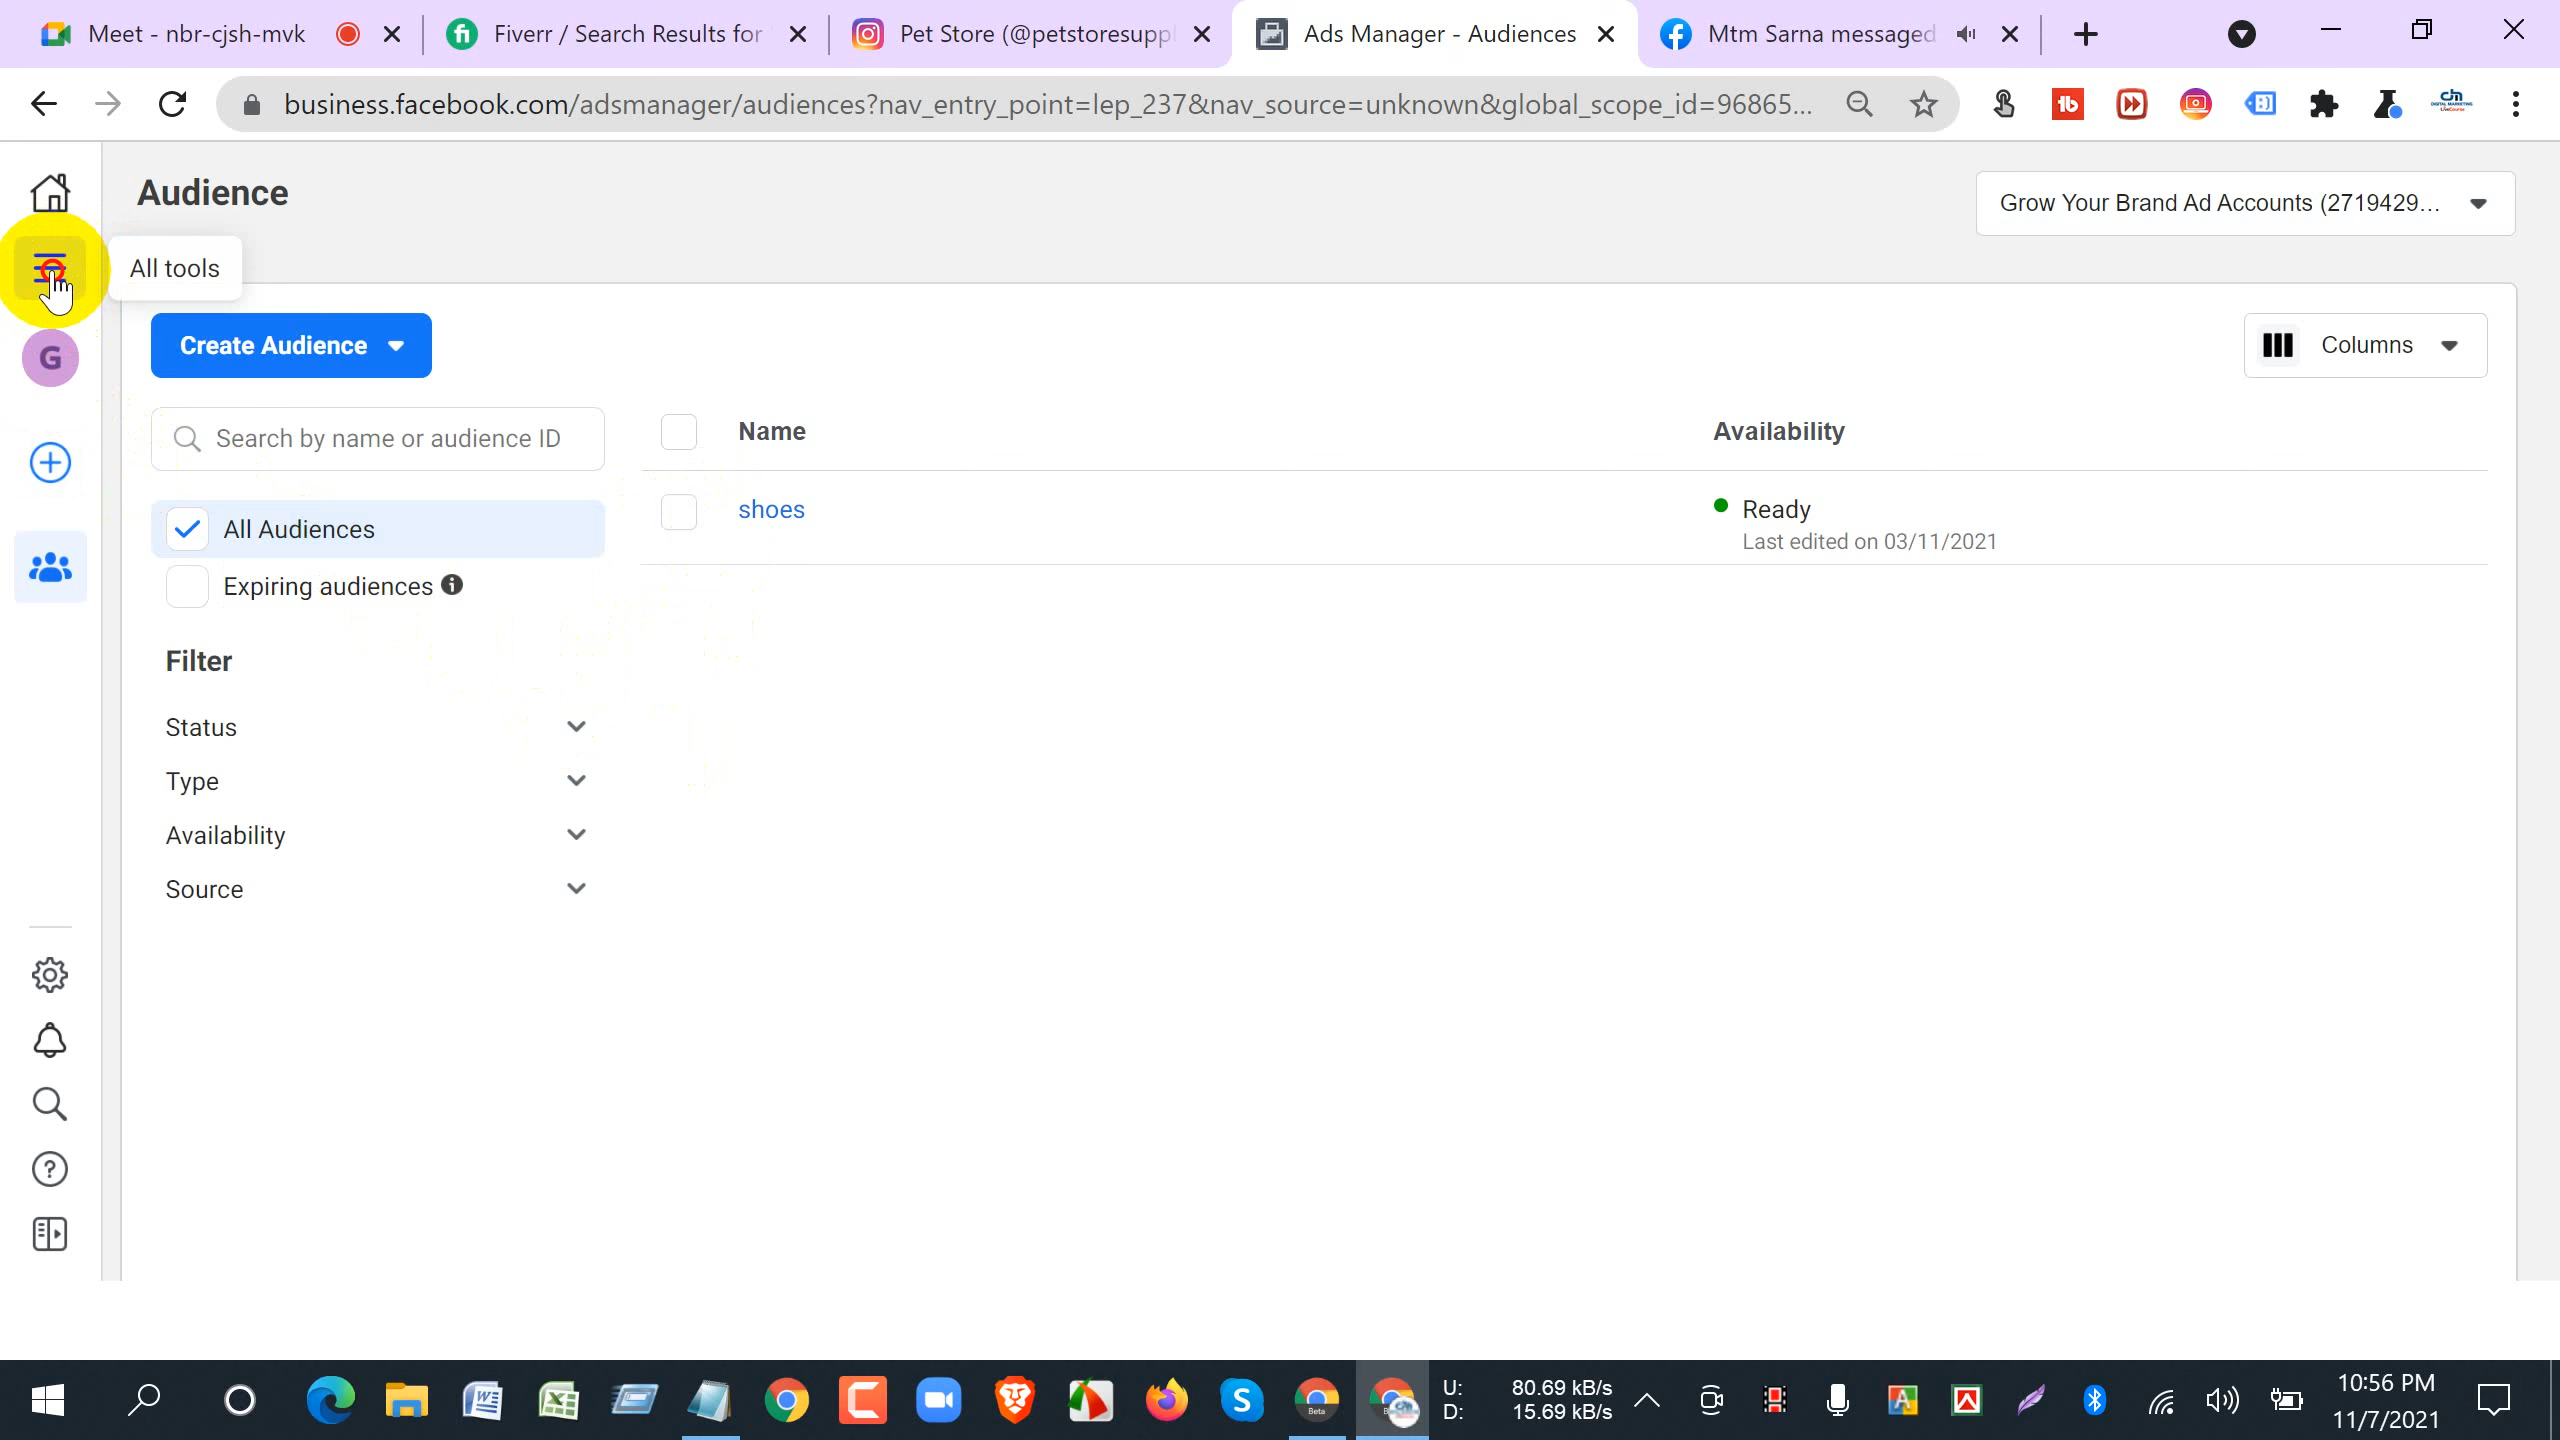 Meet - nbr-cjsh-mvk
Fiverr / Search Results for
Pet Store (@petstoresuppl
Ads Manager - Audiences
Mtm Sarna messaged
business.facebook.com/adsmanager/audiences?nav_entry_point=lep_237&nav_source=unknown&global_scope_id=96865...
Audience
Grow Your Brand Ad Accounts (2719429...
All tools
G
Create Audience
Columns
Search by name or audience ID
Name
Availability
All Audiences
shoes
Ready
Last edited on 03/11/2021
Expiring audiences
Filter
Status
Type
Availability
Source
U: 80.69 kB/s
D: 15.69 kB/s
10:56 PM
11/7/2021